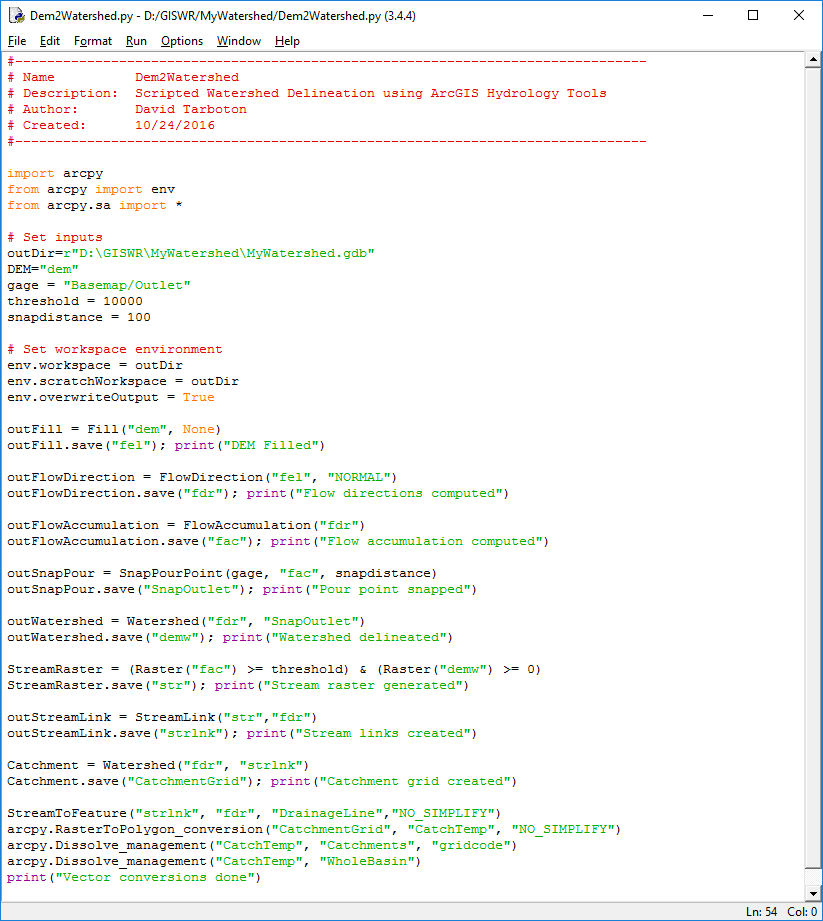 Dem2Watershed.py - D:/GISWR/MyWatershed/Dem2Watershed.py (3.4.4)
File Edit Format Run Options Window Help
#-------------------------------------------------------------------------------
# Name          Dem2Watershed
# Description:  Scripted Watershed Delineation using ArcGIS Hydrology Tools
# Author:       David Tarboton
# Created:      10/24/2016
#-------------------------------------------------------------------------------
import arcpy
from arcpy import env
from arcpy.sa import *
# Set inputs
outDir=r"D:\GISWR\MyWatershed\MyWatershed.gdb"
DEM="dem"
gage = "Basemap/Outlet"
threshold = 10000
snapdistance = 100
# Set workspace environment
env.workspace = outDir
env.scratchWorkspace = outDir
env.overwriteOutput = True
outFill = Fill("dem", None)
outFill.save("fel"); print("DEM Filled")
outFlowDirection = FlowDirection("fel", "NORMAL")
outFlowDirection.save("fdr"); print("Flow directions computed")
outFlowAccumulation = FlowAccumulation("fdr")
outFlowAccumulation.save("fac"); print("Flow accumulation computed")
outSnapPour = SnapPourPoint(gage, "fac", snapdistance)
outSnapPour.save("SnapOutlet"); print("Pour point snapped")
outWatershed = Watershed("fdr", "SnapOutlet")
outWatershed.save("demw"); print("Watershed delineated")
StreamRaster = (Raster("fac") >= threshold) & (Raster("demw") >= 0)
StreamRaster.save("str"); print("Stream raster generated")
outStreamLink = StreamLink("str","fdr")
outStreamLink.save("strlnk"); print("Stream links created")
Catchment = Watershed("fdr", "strlnk")
Catchment.save("CatchmentGrid"); print("Catchment grid created")
StreamToFeature("strlnk", "fdr", "DrainageLine","NO_SIMPLIFY")
arcpy.RasterToPolygon_conversion("CatchmentGrid", "CatchTemp", "NO_SIMPLIFY")
arcpy.Dissolve_management("CatchTemp", "Catchments", "gridcode")
arcpy.Dissolve_management("CatchTemp", "WholeBasin")
print("Vector conversions done")
Ln: 54 Col: 0